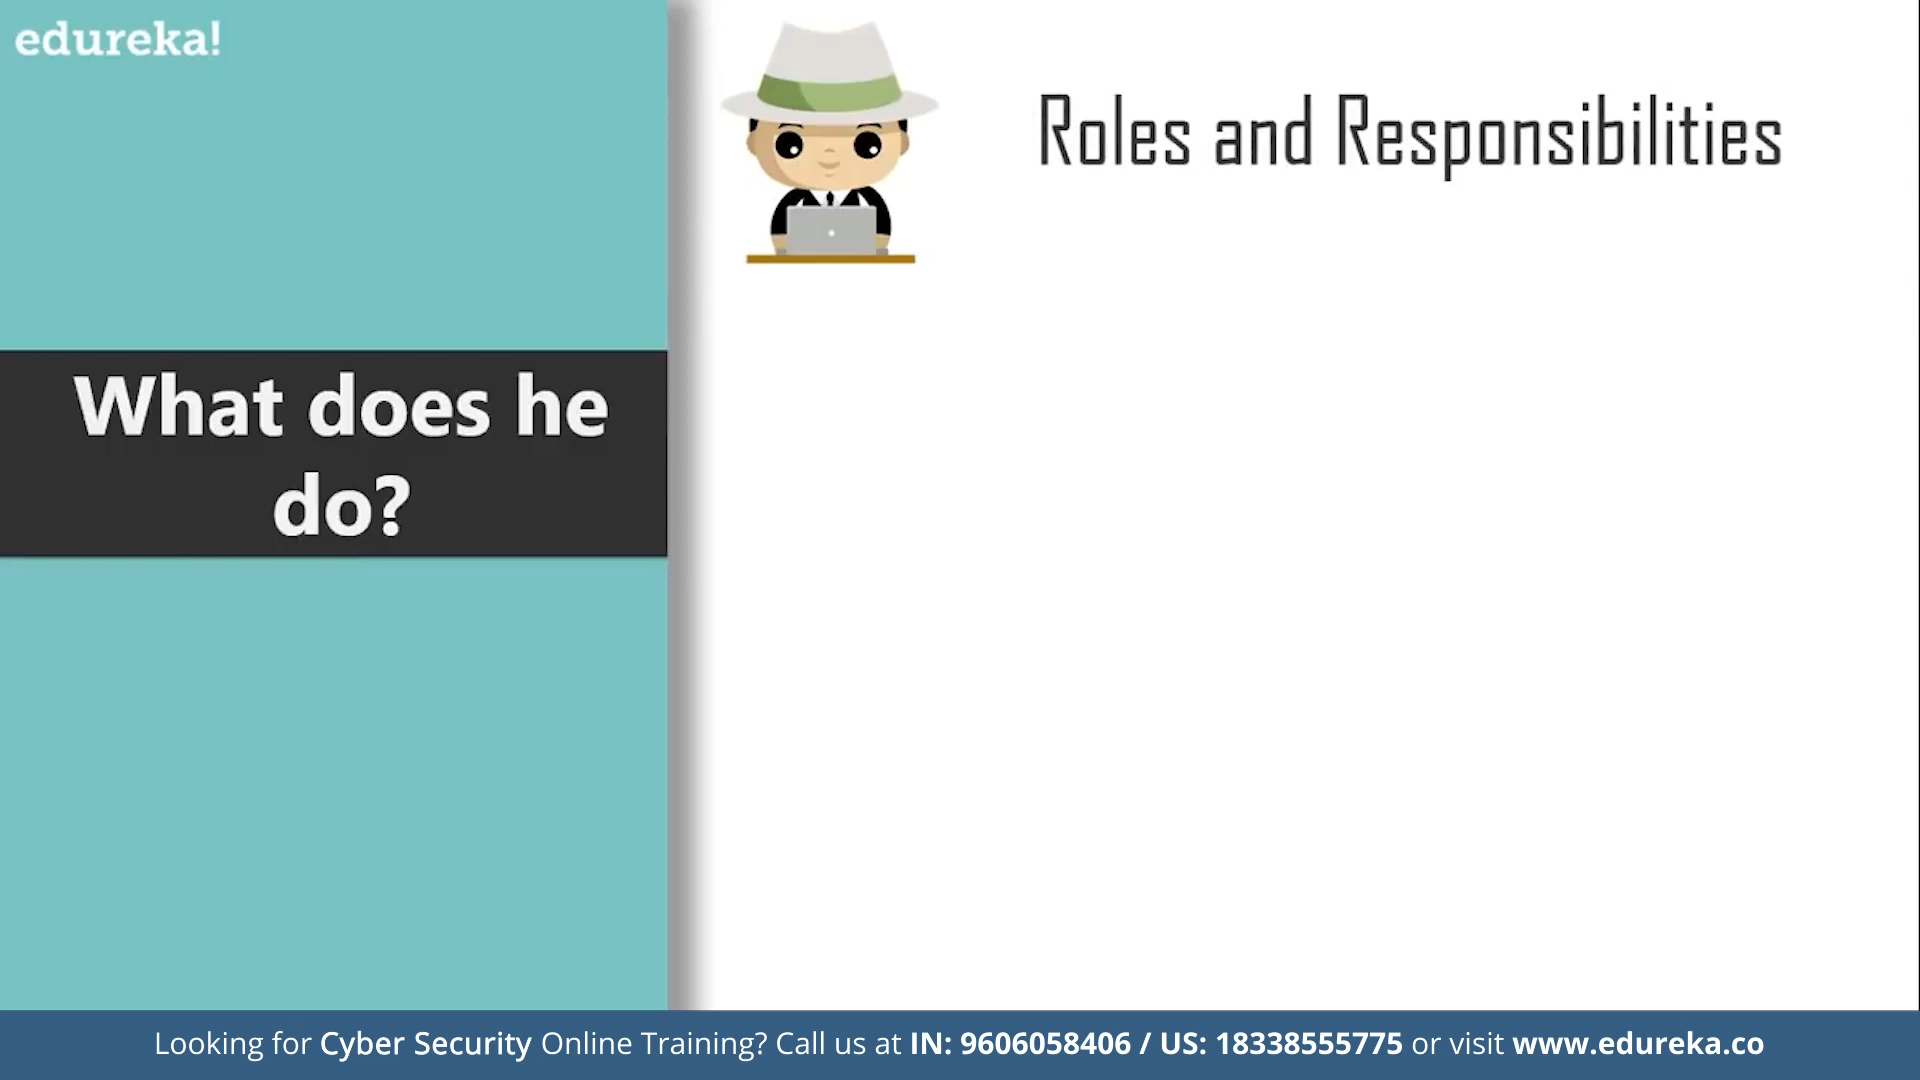 edureka!
Roles and Responsibilities
What does he
do?
Looking for Cyber Security Online Training? Call us at IN: 9606058406 / US: 18338555775 or visit www.edureka.co